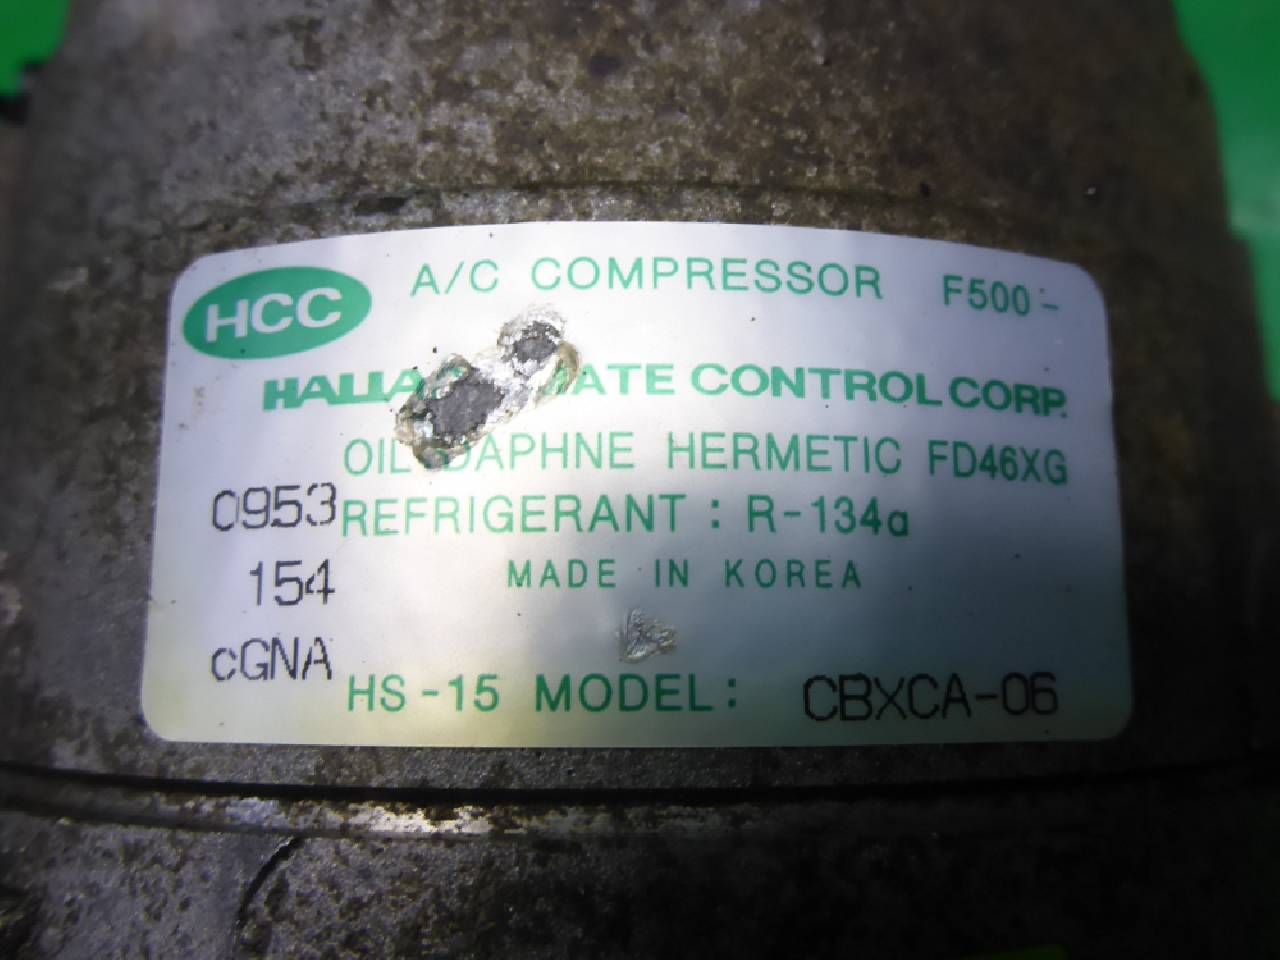 HCC A/C COMPRESSOR F500-
HALLA CONTROL CORP.
OIL DAPHNE HERMETIC FD46XG
0953 REFRIGERANT : R-134a
154 MADE IN KOREA
cGNA
HS-15 MODEL: CBXCA-06